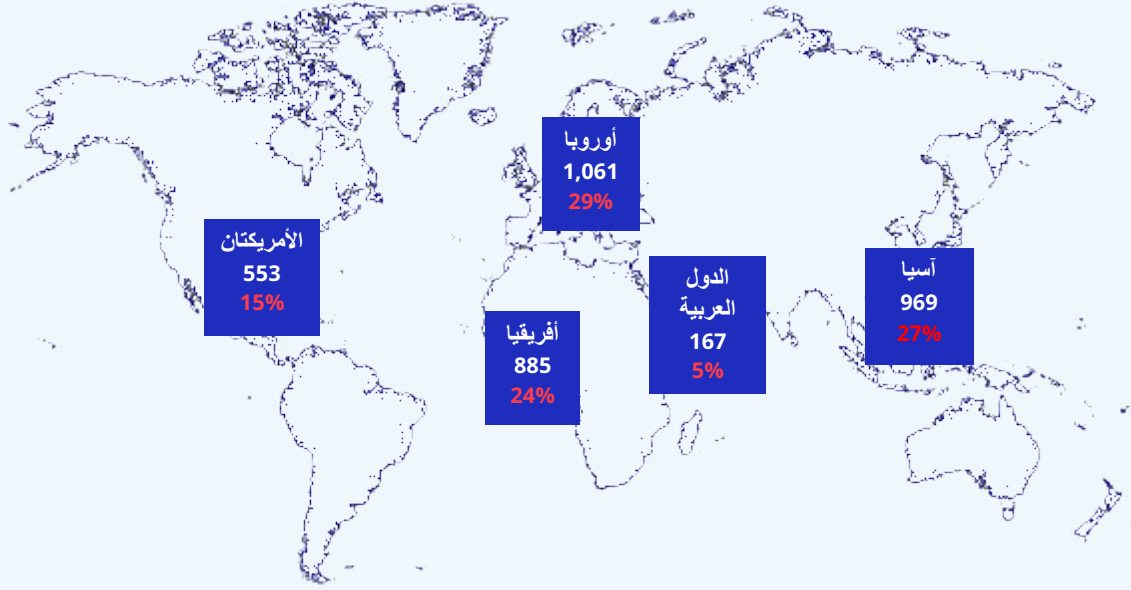 أوروبا
1,061
29%
الأمريكتان
553
15%
الدول
العربية
167
5%
آسيا
969
27%
أفريقيا
885
24%